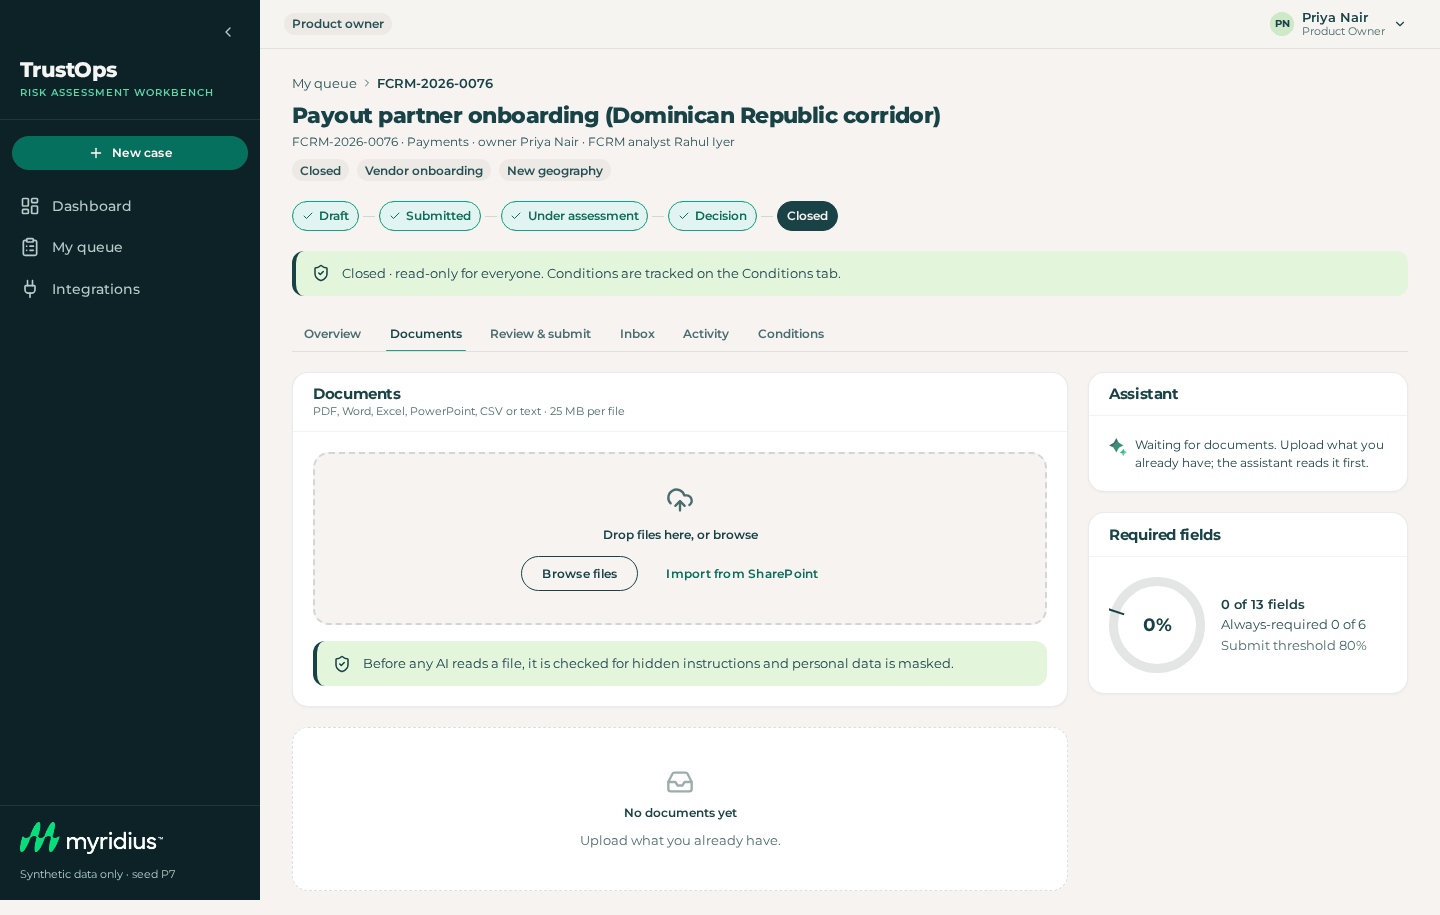 TrustOps
RISK ASSESSMENT WORKBENCH
New case
Dashboard
My queue
Integrations
myridius™
Synthetic data only · seed P7
Product owner
PN
Priya Nair
Product Owner
My queue > FCRM-2026-0076
Payout partner onboarding (Dominican Republic corridor)
FCRM-2026-0076 · Payments · owner Priya Nair · FCRM analyst Rahul Iyer
Closed Vendor onboarding New geography
Draft Submitted Under assessment Decision Closed
Closed · read-only for everyone. Conditions are tracked on the Conditions tab.
Overview Documents Review & submit Inbox Activity Conditions
Documents
PDF, Word, Excel, PowerPoint, CSV or text · 25 MB per file
Drop files here, or browse
Browse files Import from SharePoint
Before any AI reads a file, it is checked for hidden instructions and personal data is masked.
No documents yet
Upload what you already have.
Assistant
Waiting for documents. Upload what you
already have; the assistant reads it first.
Required fields
0%
0 of 13 fields
Always-required 0 of 6
Submit threshold 80%